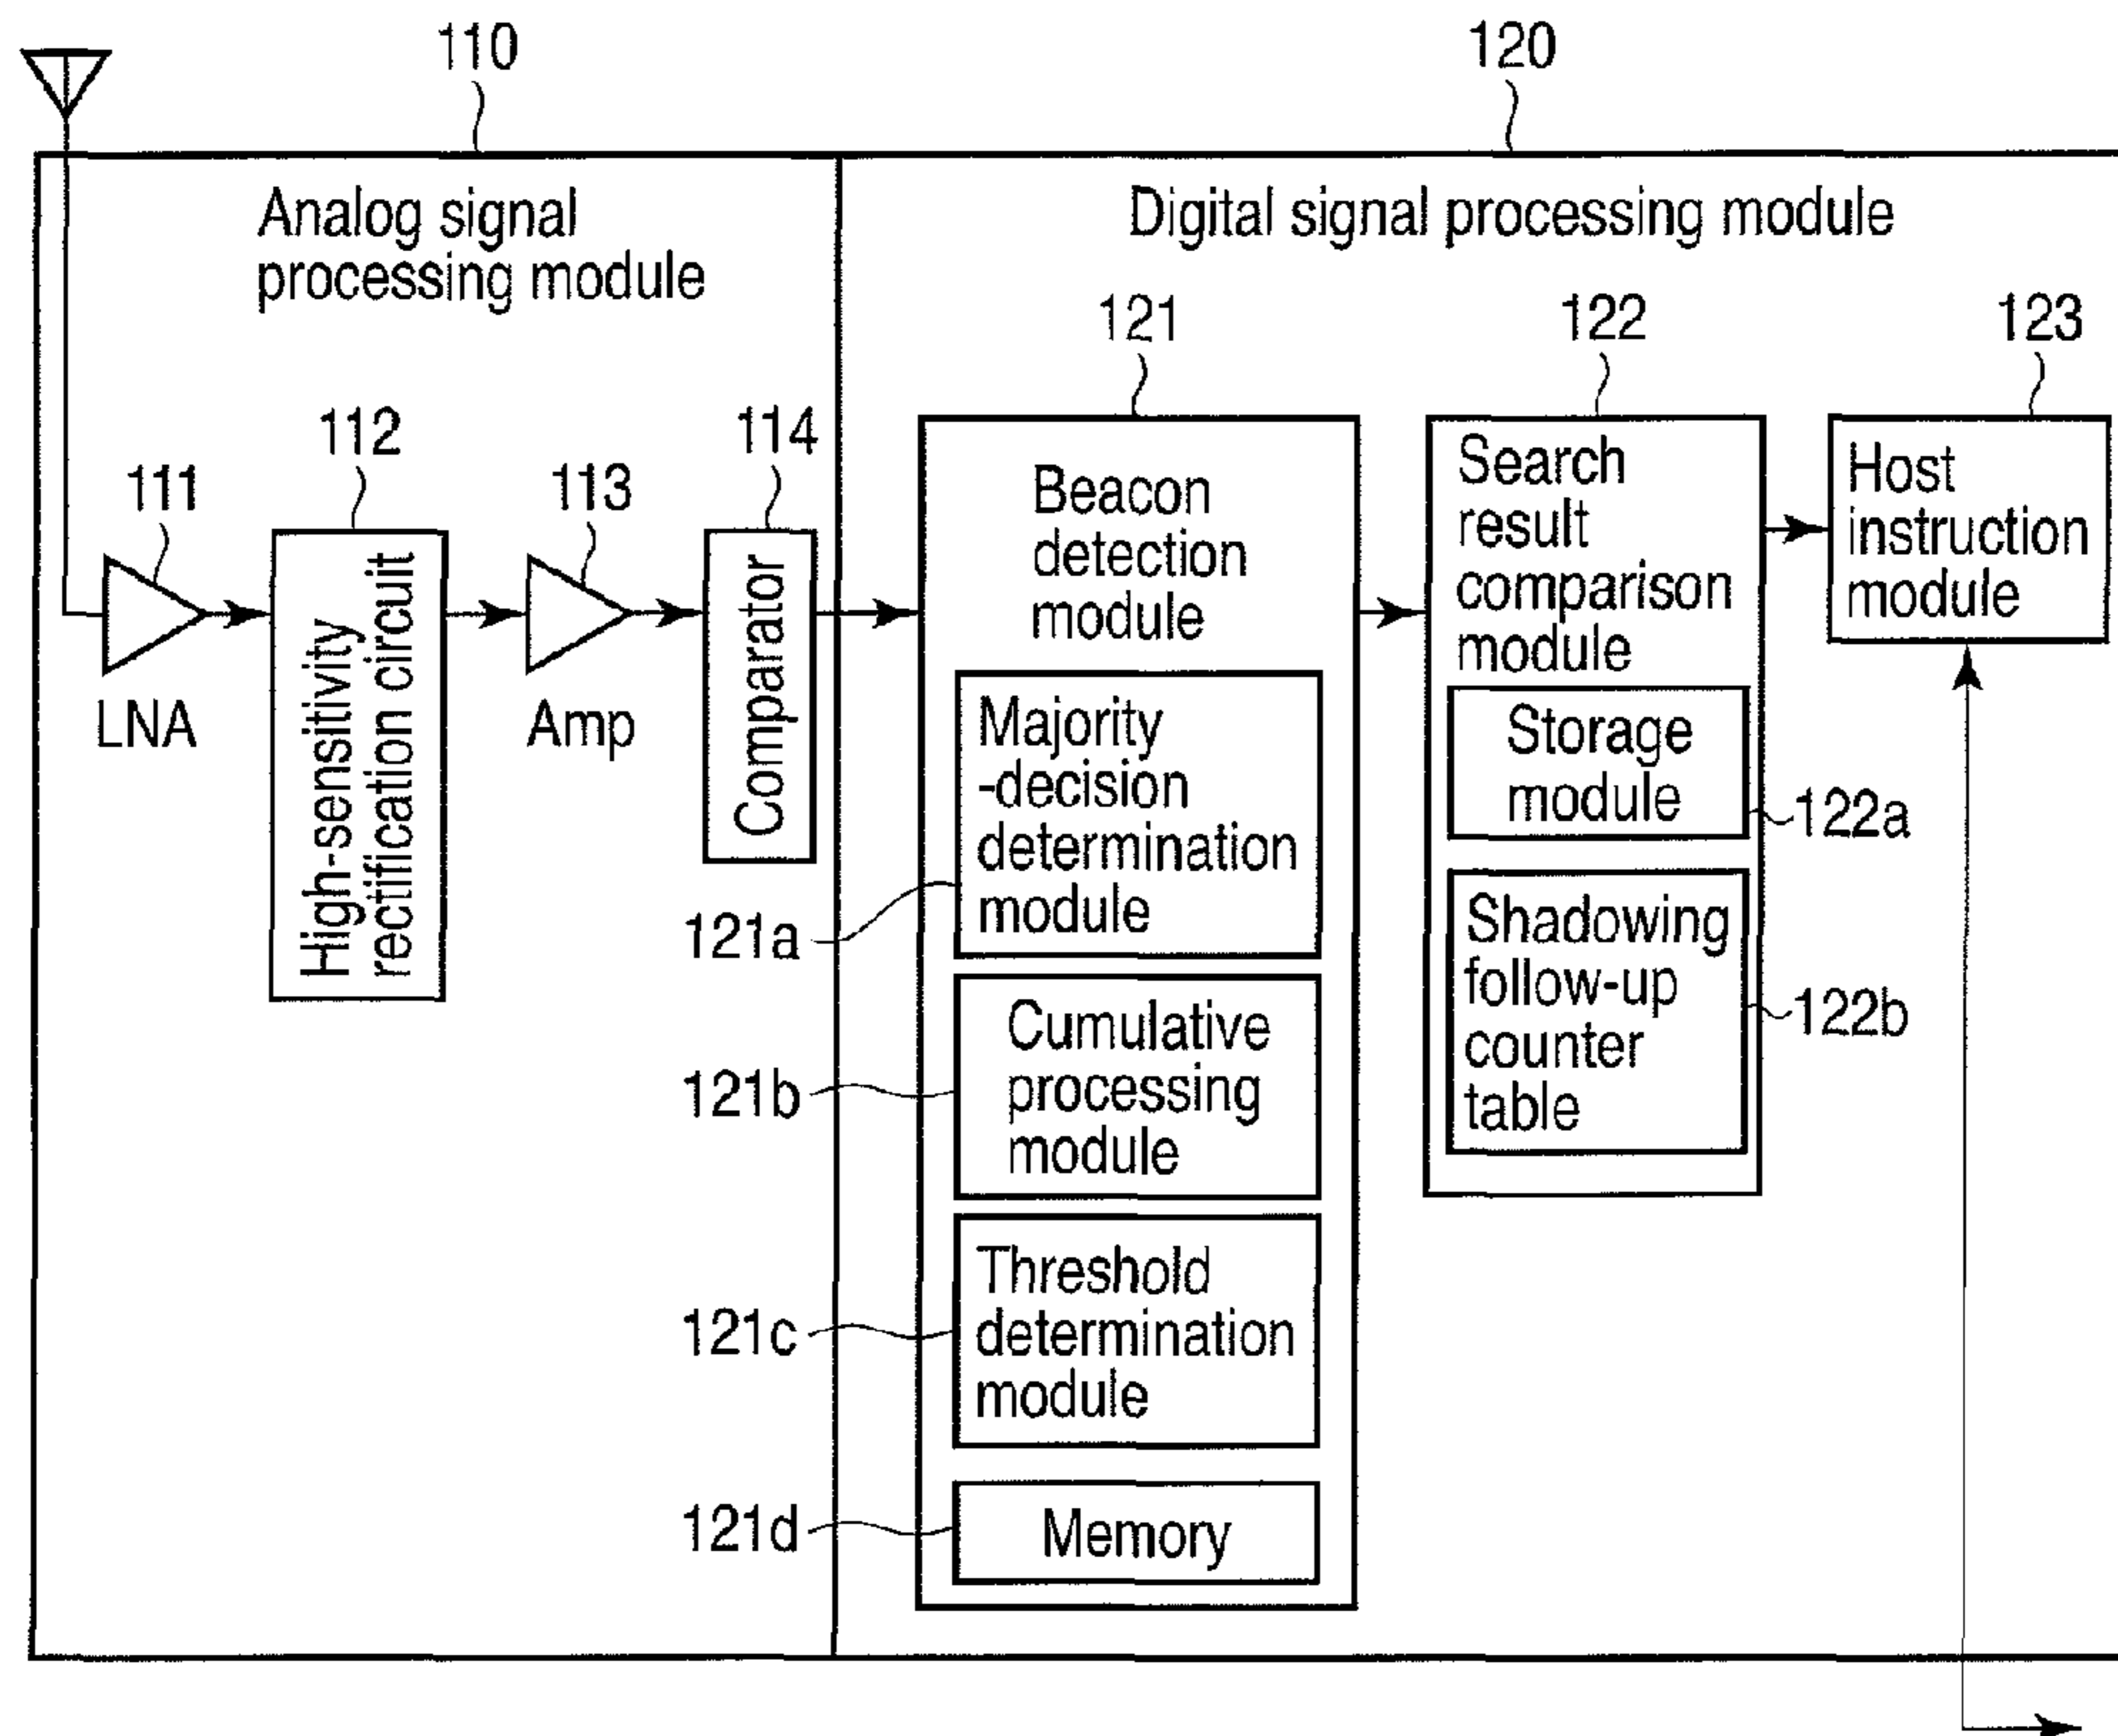 110
120
Analog signal
processing module
Digital signal processing module
121
122
123
111
112
113
114
LNA
High-sensitivity
rectification circuit
Amp
Comparator
Beacon
detection
module
Majority
-decision
determination
module
121a
Cumulative
processing
module
121b
Threshold
determination
module
121c
Memory
121d
Search
result
comparison
module
Storage
module
122a
Shadowing
follow-up
counter
table
122b
Host
instruction
module